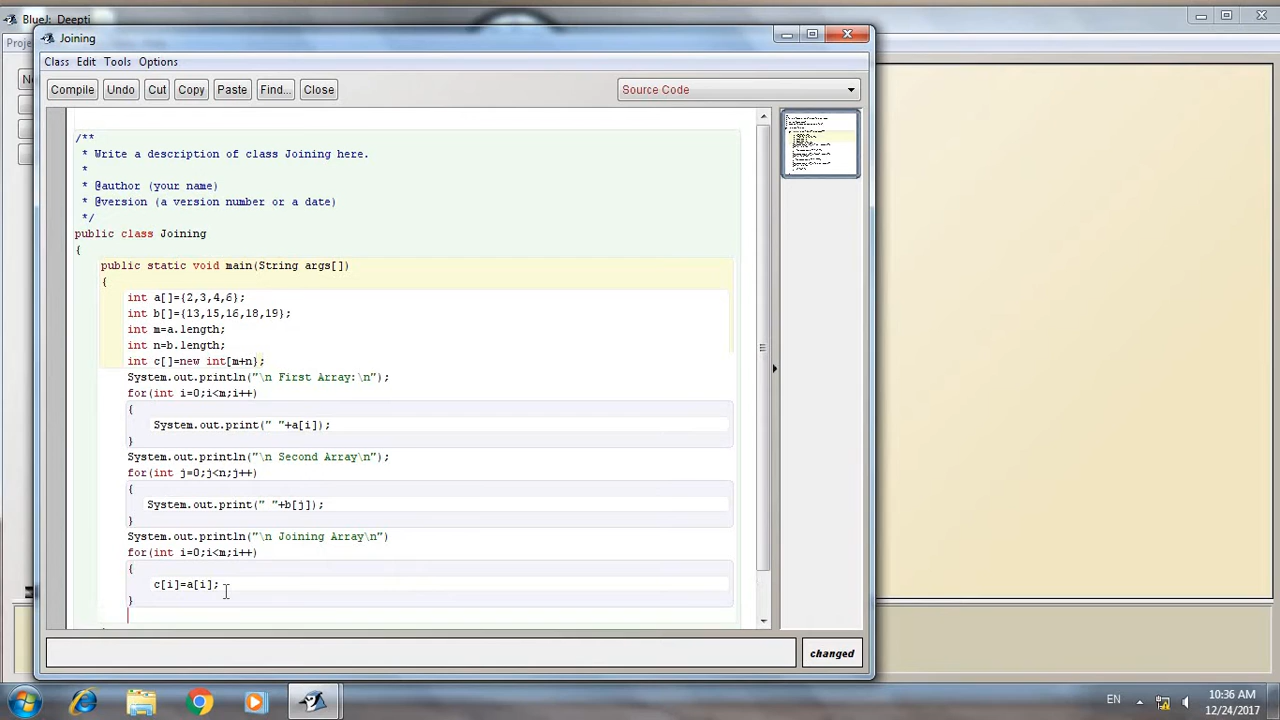 BlueJ: Deepti
Proje
Joining
Class Edit Tools Options
Compile Undo Cut Copy Paste Find... Close Source Code
/**
* Write a description of class Joining here.
*
* @author (your name)
* @version (a version number or a date)
*/
public class Joining
{
public static void main(String args[])
{
int a[]={2,3,4,6};
int b[]={13,15,16,18,19};
int m=a.length;
int n=b.length;
int c[]=new int[m+n};
System.out.println("\n First Array:\n");
for(int i=0;i<m;i++)
{
System.out.print(" "+a[i]);
}
System.out.println("\n Second Array\n");
for(int j=0;j<n;j++)
{
System.out.print(" "+b[j]);
}
System.out.println("\n Joining Array\n")
for(int i=0;i<m;i++)
{
c[i]=a[i];
}
changed
EN
10:36 AM
12/24/2017